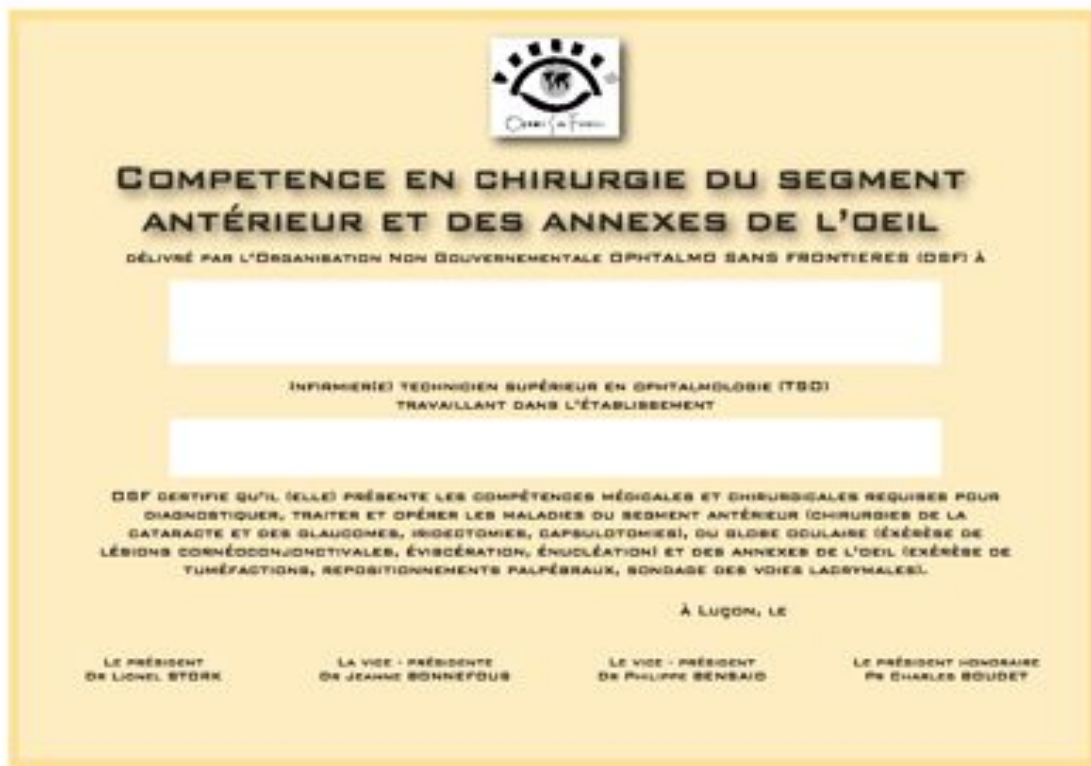 Ophtalmo Sans Frontières
COMPETENCE EN CHIRURGIE DU SEGMENT
ANTÉRIEUR ET DES ANNEXES DE L'OEIL
DÉLIVRÉ PAR L'ORGANISATION NON GOUVERNEMENTALE OPHTALMO SANS FRONTIERES (OSF) À
INFIRMIER(E) TECHNICIEN SUPÉRIEUR EN OPHTALMOLOGIE (TSO)
TRAVAILLANT DANS L'ÉTABLISSEMENT
OSF CERTIFIE QU'IL (ELLE) PRÉSENTE LES COMPÉTENCES MÉDICALES ET CHIRURGICALES REQUISES POUR
DIAGNOSTIQUER, TRAITER ET OPÉRER LES MALADIES DU SEGMENT ANTÉRIEUR (CHIRURGIES DE LA
CATARACTE ET DES GLAUCOMES, IRIDECTOMIES, CAPSULOTOMIES), DU GLOBE OCULAIRE (EXÉRÈSE DE
LÉSIONS CORNÉOCONJONCTIVALES, ÉVISCÉRATION, ÉNUCLÉATION) ET DES ANNEXES DE L'OEIL (EXÉRÈSE DE
TUMÉFACTIONS, REPOSITIONNEMENTS PALPÉBRAUX, SONDAGE DES VOIES LACRYMALES).
À LUÇON, LE
LE PRÉSIDENT LA VICE - PRÉSIDENTE LE VICE - PRÉSIDENT LE PRÉSIDENT HONORAIRE
DR LIONEL STORK DR JEANNE BONNEFOUS DR PHILIPPE BENSAID PR CHARLES BOUDET